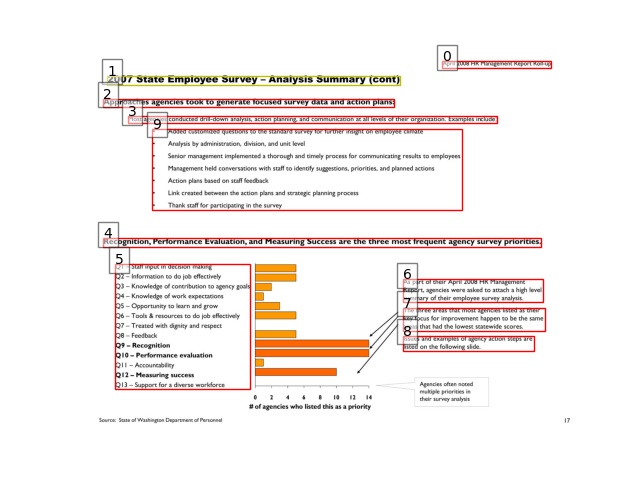 0
April 2008 HR Management Report Roll-up
1
2007 State Employee Survey – Analysis Summary (cont)
2
Approaches agencies took to generate focused survey data and action plans:
3
Most agencies conducted drill-down analysis, action planning, and communication at all levels of their organization. Examples include:
9
• Added customized questions to the standard survey for further insight on employee climate
• Analysis by administration, division, and unit level
• Senior management implemented a thorough and timely process for communicating results to employees
• Management held conversations with staff to identify suggestions, priorities, and planned actions
• Action plans based on staff feedback
• Link created between the action plans and strategic planning process
• Thank staff for participating in the survey
4
Recognition, Performance Evaluation, and Measuring Success are the three most frequent agency survey priorities.
5
Q1 – Staff input in decision making
Q2 – Information to do job effectively
Q3 – Knowledge of contribution to agency goals
Q4 – Knowledge of work expectations
Q5 – Opportunity to learn and grow
Q6 – Tools & resources to do job effectively
Q7 – Treated with dignity and respect
Q8 – Feedback
Q9 – Recognition
Q10 – Performance evaluation
Q11 – Accountability
Q12 – Measuring success
Q13 – Support for a diverse workforce
0 2 4 6 8 10 12 14
# of agencies who listed this as a priority
6
As part of their April 2008 HR Management
Report, agencies were asked to attach a high level
summary of their employee survey analysis.
7
The three areas that most agencies listed as their
key focus for improvement happen to be the same
areas that had the lowest statewide scores.
8
Issues and examples of agency action steps are
listed on the following slide.
Agencies often noted
multiple priorities in
their survey analysis
Source: State of Washington Department of Personnel
17